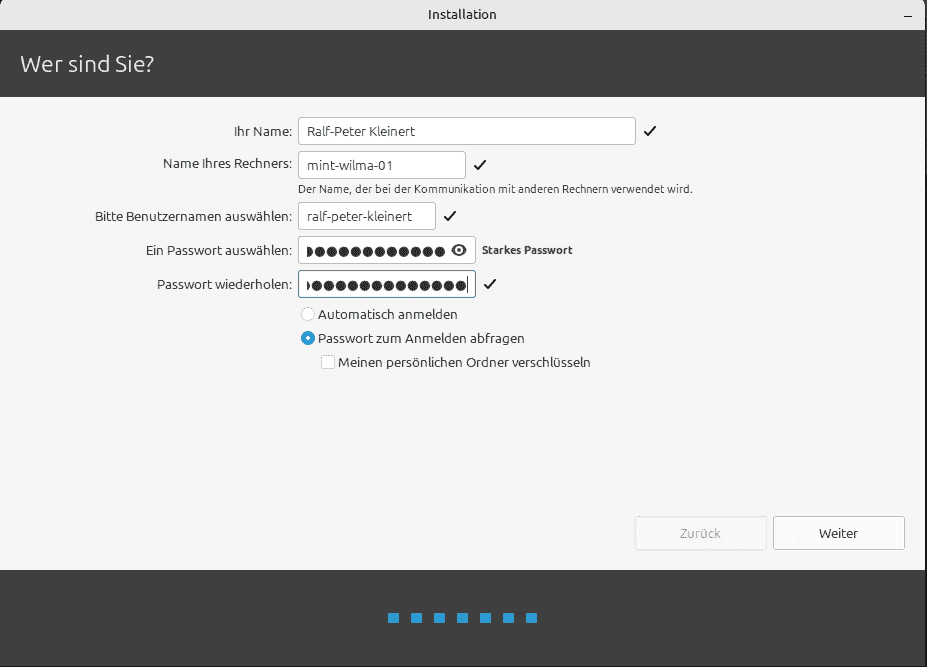 Installation
Wer sind Sie?
Ihr Name: Ralf-Peter Kleinert
Name Ihres Rechners: mint-wilma-01
Der Name, der bei der Kommunikation mit anderen Rechnern verwendet wird.
Bitte Benutzernamen auswählen: ralf-peter-kleinert
Ein Passwort auswählen: Starkes Passwort
Passwort wiederholen:
Automatisch anmelden
Passwort zum Anmelden abfragen
Meinen persönlichen Ordner verschlüsseln
Zurück Weiter